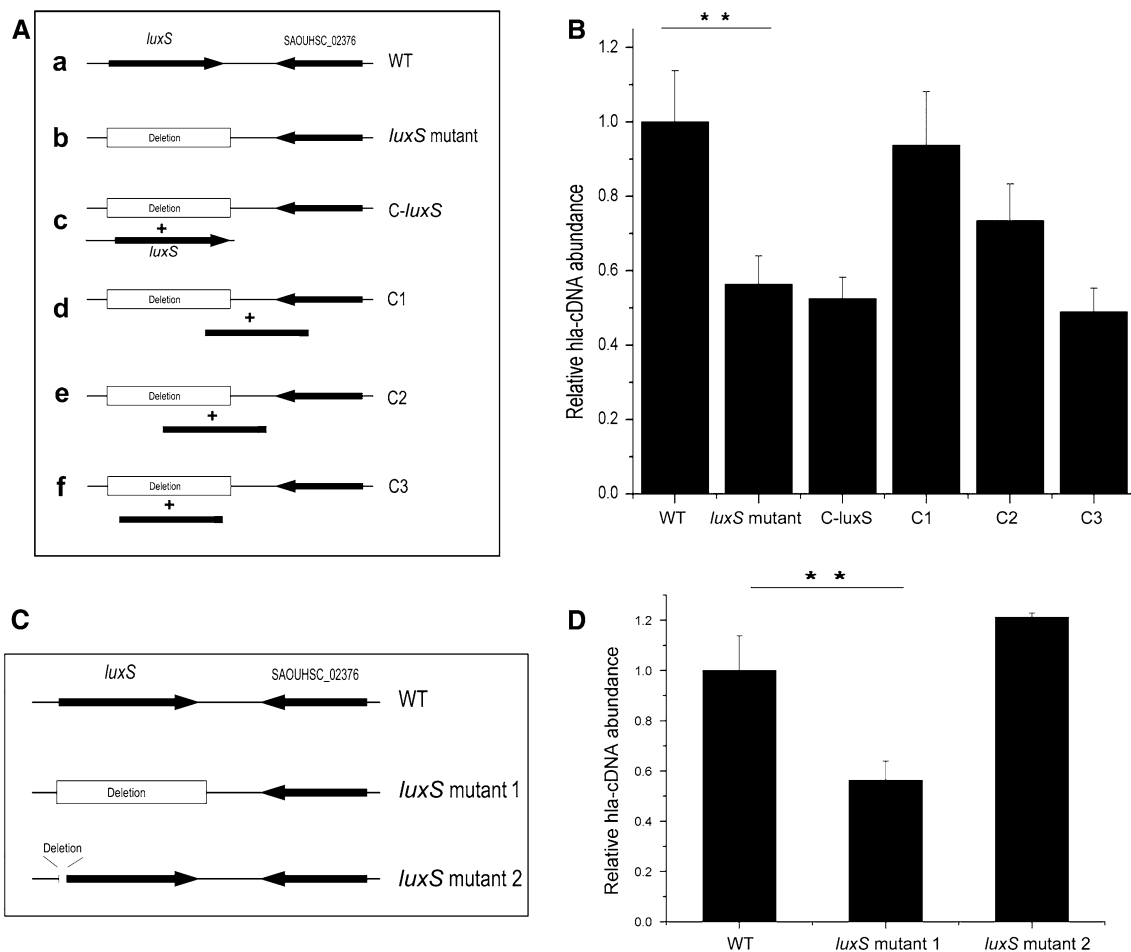 A
luxS
SAOUHSC_02376
a
WT
b
Deletion
luxS mutant
c
Deletion
+
luxS
C-luxS
d
Deletion
+
C1
e
Deletion
+
C2
f
Deletion
+
C3
B
* *
Relative hla-cDNA abundance
1.2
1.0
0.8
0.6
0.4
0.2
0.0
WT
luxS mutant
C-luxS
C1
C2
C3
C
luxS
SAOUHSC_02376
WT
Deletion
luxS mutant 1
Deletion
luxS mutant 2
D
* *
Relative hla-cDNA abundance
1.2
1.0
0.8
0.6
0.4
0.2
0.0
WT
luxS mutant 1
luxS mutant 2